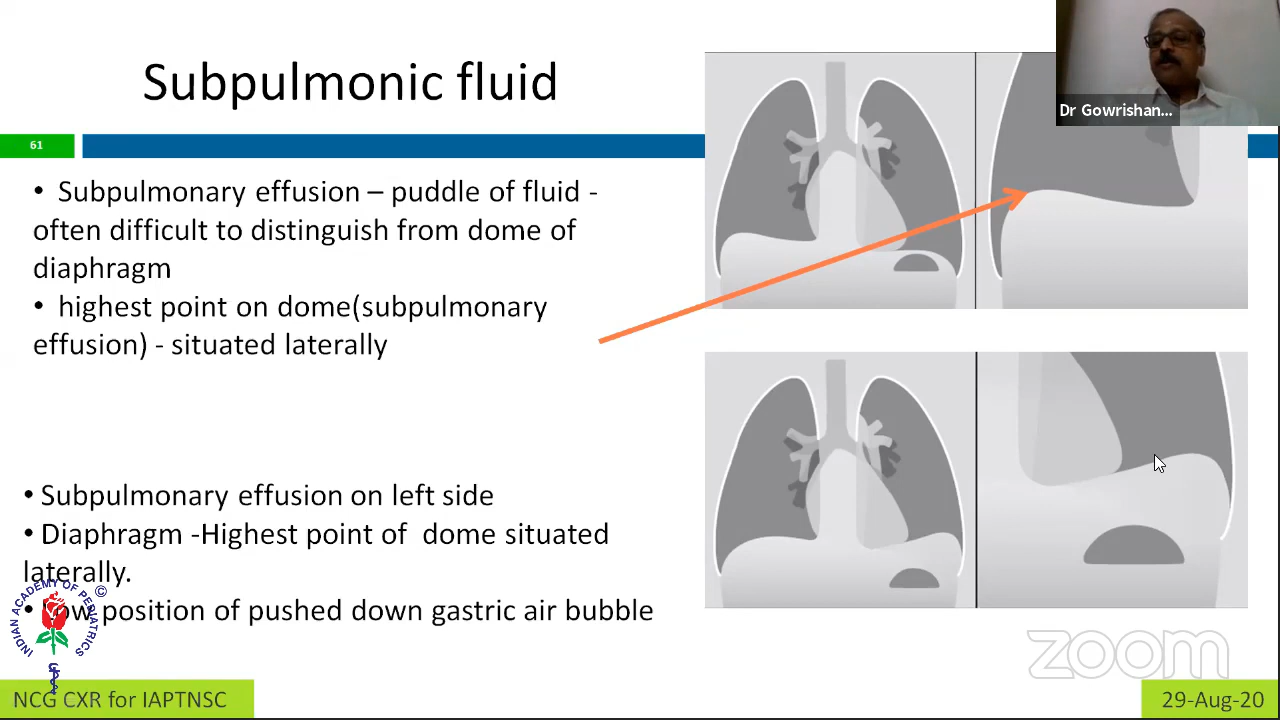 Subpulmonic fluid
Dr Gowrishan...
61
• Subpulmonary effusion – puddle of fluid -
often difficult to distinguish from dome of
diaphragm
• highest point on dome(subpulmonary
effusion) - situated laterally
• Subpulmonary effusion on left side
• Diaphragm -Highest point of dome situated
laterally.
• Low position of pushed down gastric air bubble
INDIAN ACADEMY OF PEDIATRICS
©
zoom
NCG CXR for IAPTNSC
29-Aug-20